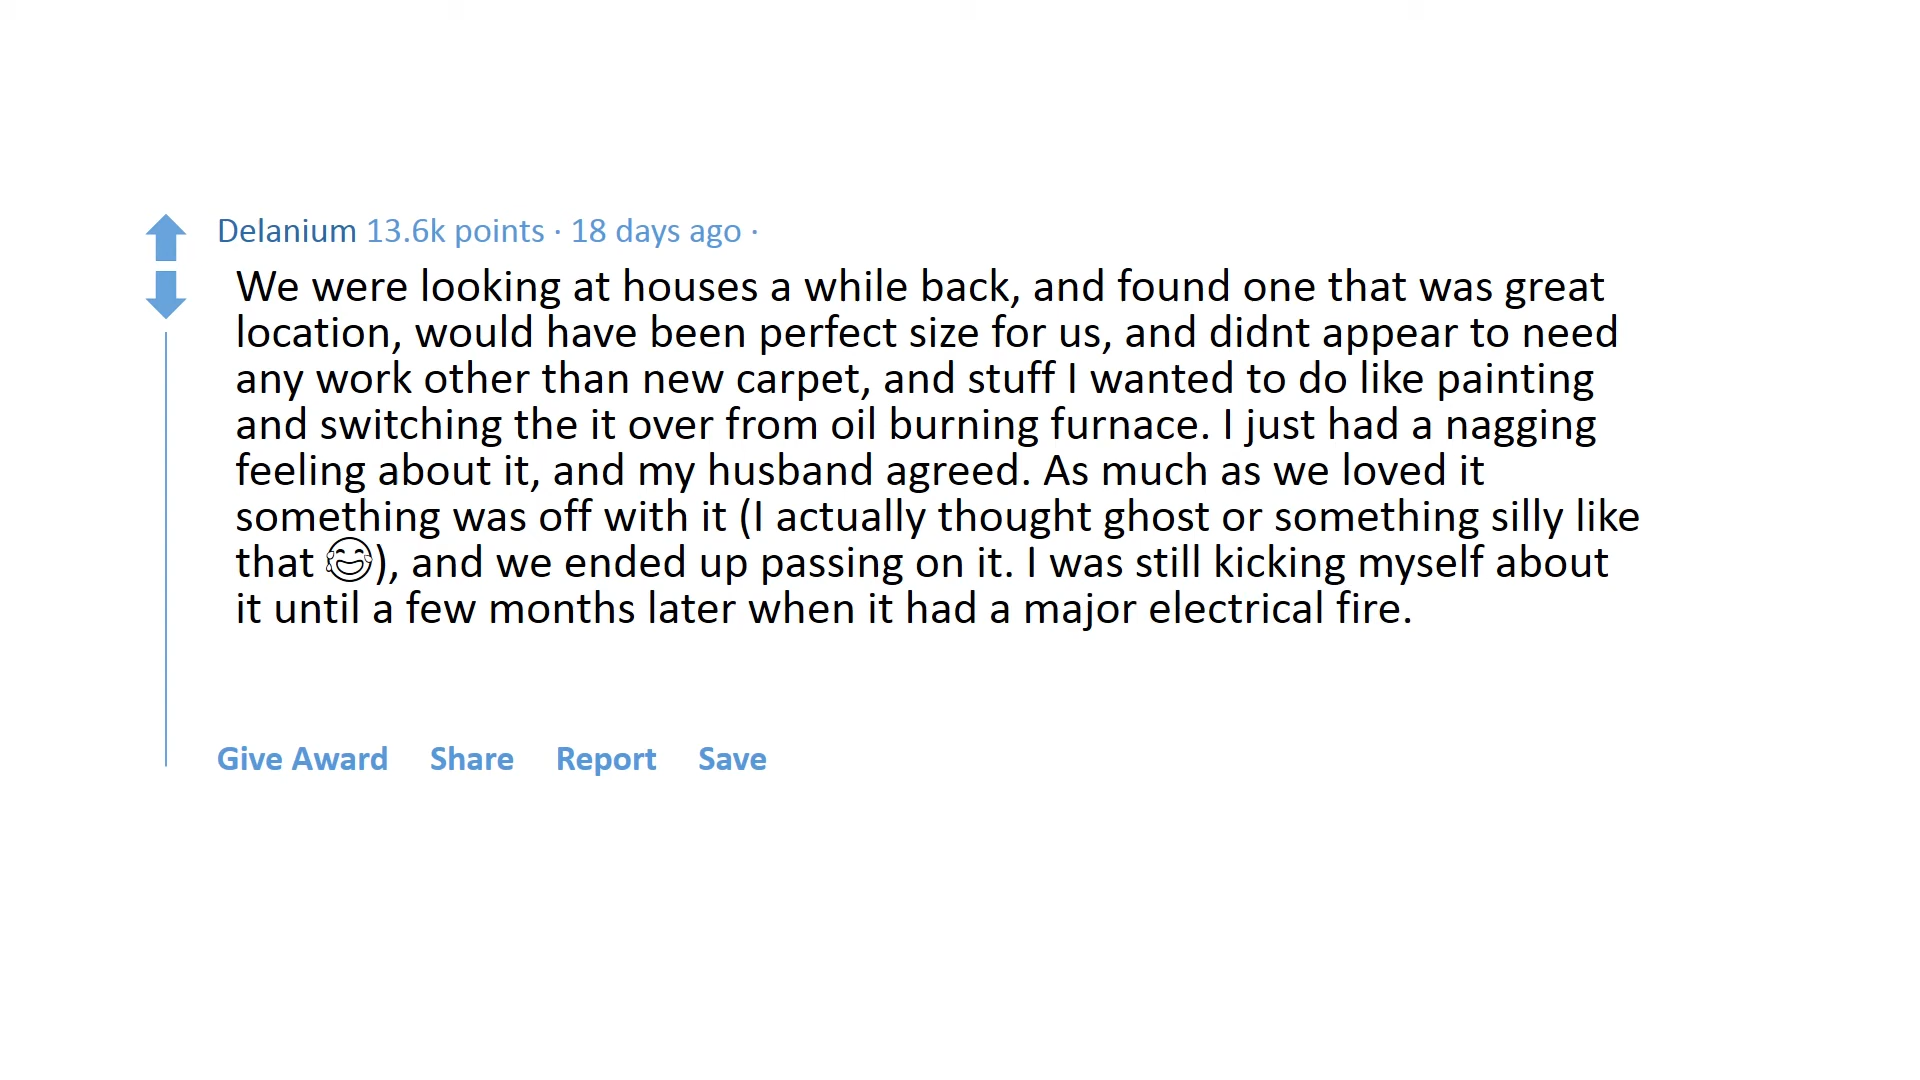 Delanium 13.6k points · 18 days ago ·
We were looking at houses a while back, and found one that was great
location, would have been perfect size for us, and didnt appear to need
any work other than new carpet, and stuff I wanted to do like painting
and switching the it over from oil burning furnace. I just had a nagging
feeling about it, and my husband agreed. As much as we loved it
something was off with it (I actually thought ghost or something silly like
that 😂), and we ended up passing on it. I was still kicking myself about
it until a few months later when it had a major electrical fire.
Give Award Share Report Save